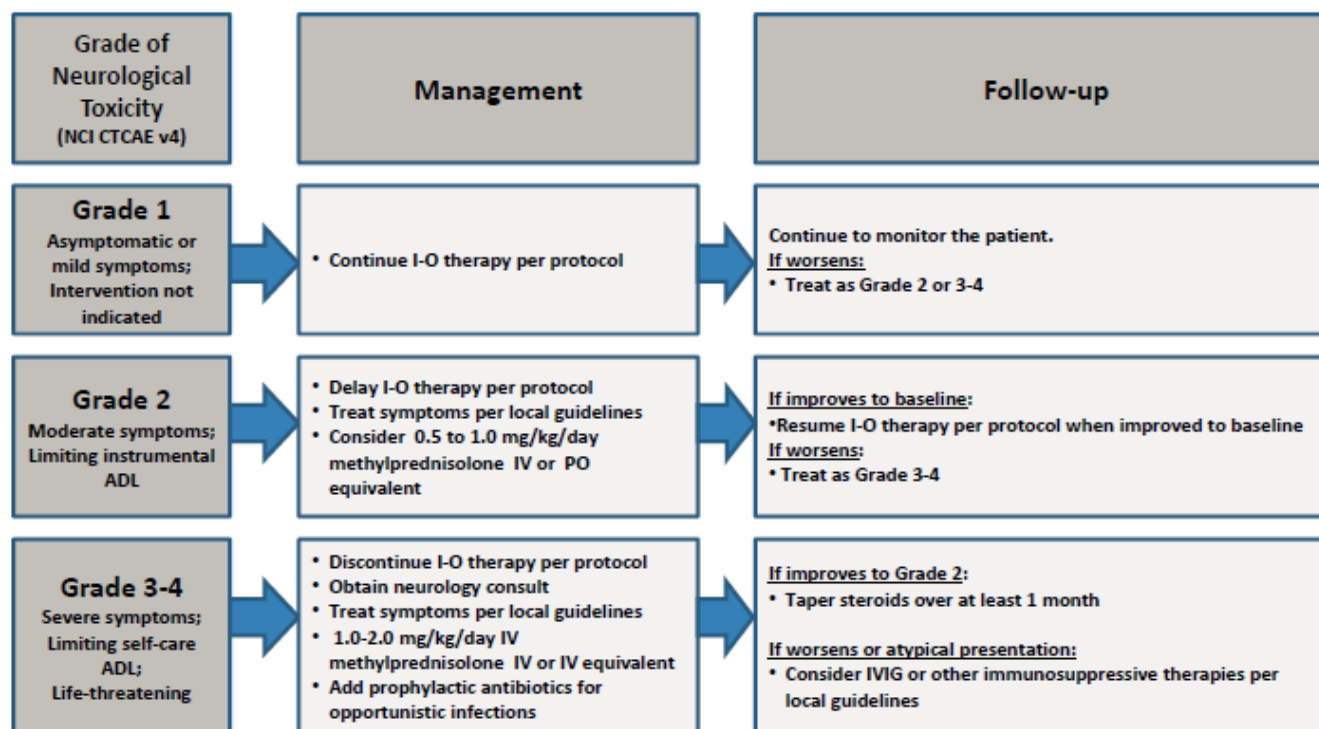 Grade of
Neurological
Toxicity
(NCI CTCAE v4)
Management
Follow-up
Grade 1
Asymptomatic or
mild symptoms;
Intervention not
indicated
• Continue I-O therapy per protocol
Continue to monitor the patient.
If worsens:
• Treat as Grade 2 or 3-4
Grade 2
Moderate symptoms;
Limiting instrumental
ADL
• Delay I-O therapy per protocol
• Treat symptoms per local guidelines
• Consider 0.5 to 1.0 mg/kg/day
methylprednisolone IV or PO
equivalent
If improves to baseline:
•Resume I-O therapy per protocol when improved to baseline
If worsens:
• Treat as Grade 3-4
Grade 3-4
Severe symptoms;
Limiting self-care
ADL;
Life-threatening
• Discontinue I-O therapy per protocol
• Obtain neurology consult
• Treat symptoms per local guidelines
• 1.0-2.0 mg/kg/day IV
methylprednisolone IV or IV equivalent
• Add prophylactic antibiotics for
opportunistic infections
If improves to Grade 2:
• Taper steroids over at least 1 month
If worsens or atypical presentation:
• Consider IVIG or other immunosuppressive therapies per
local guidelines